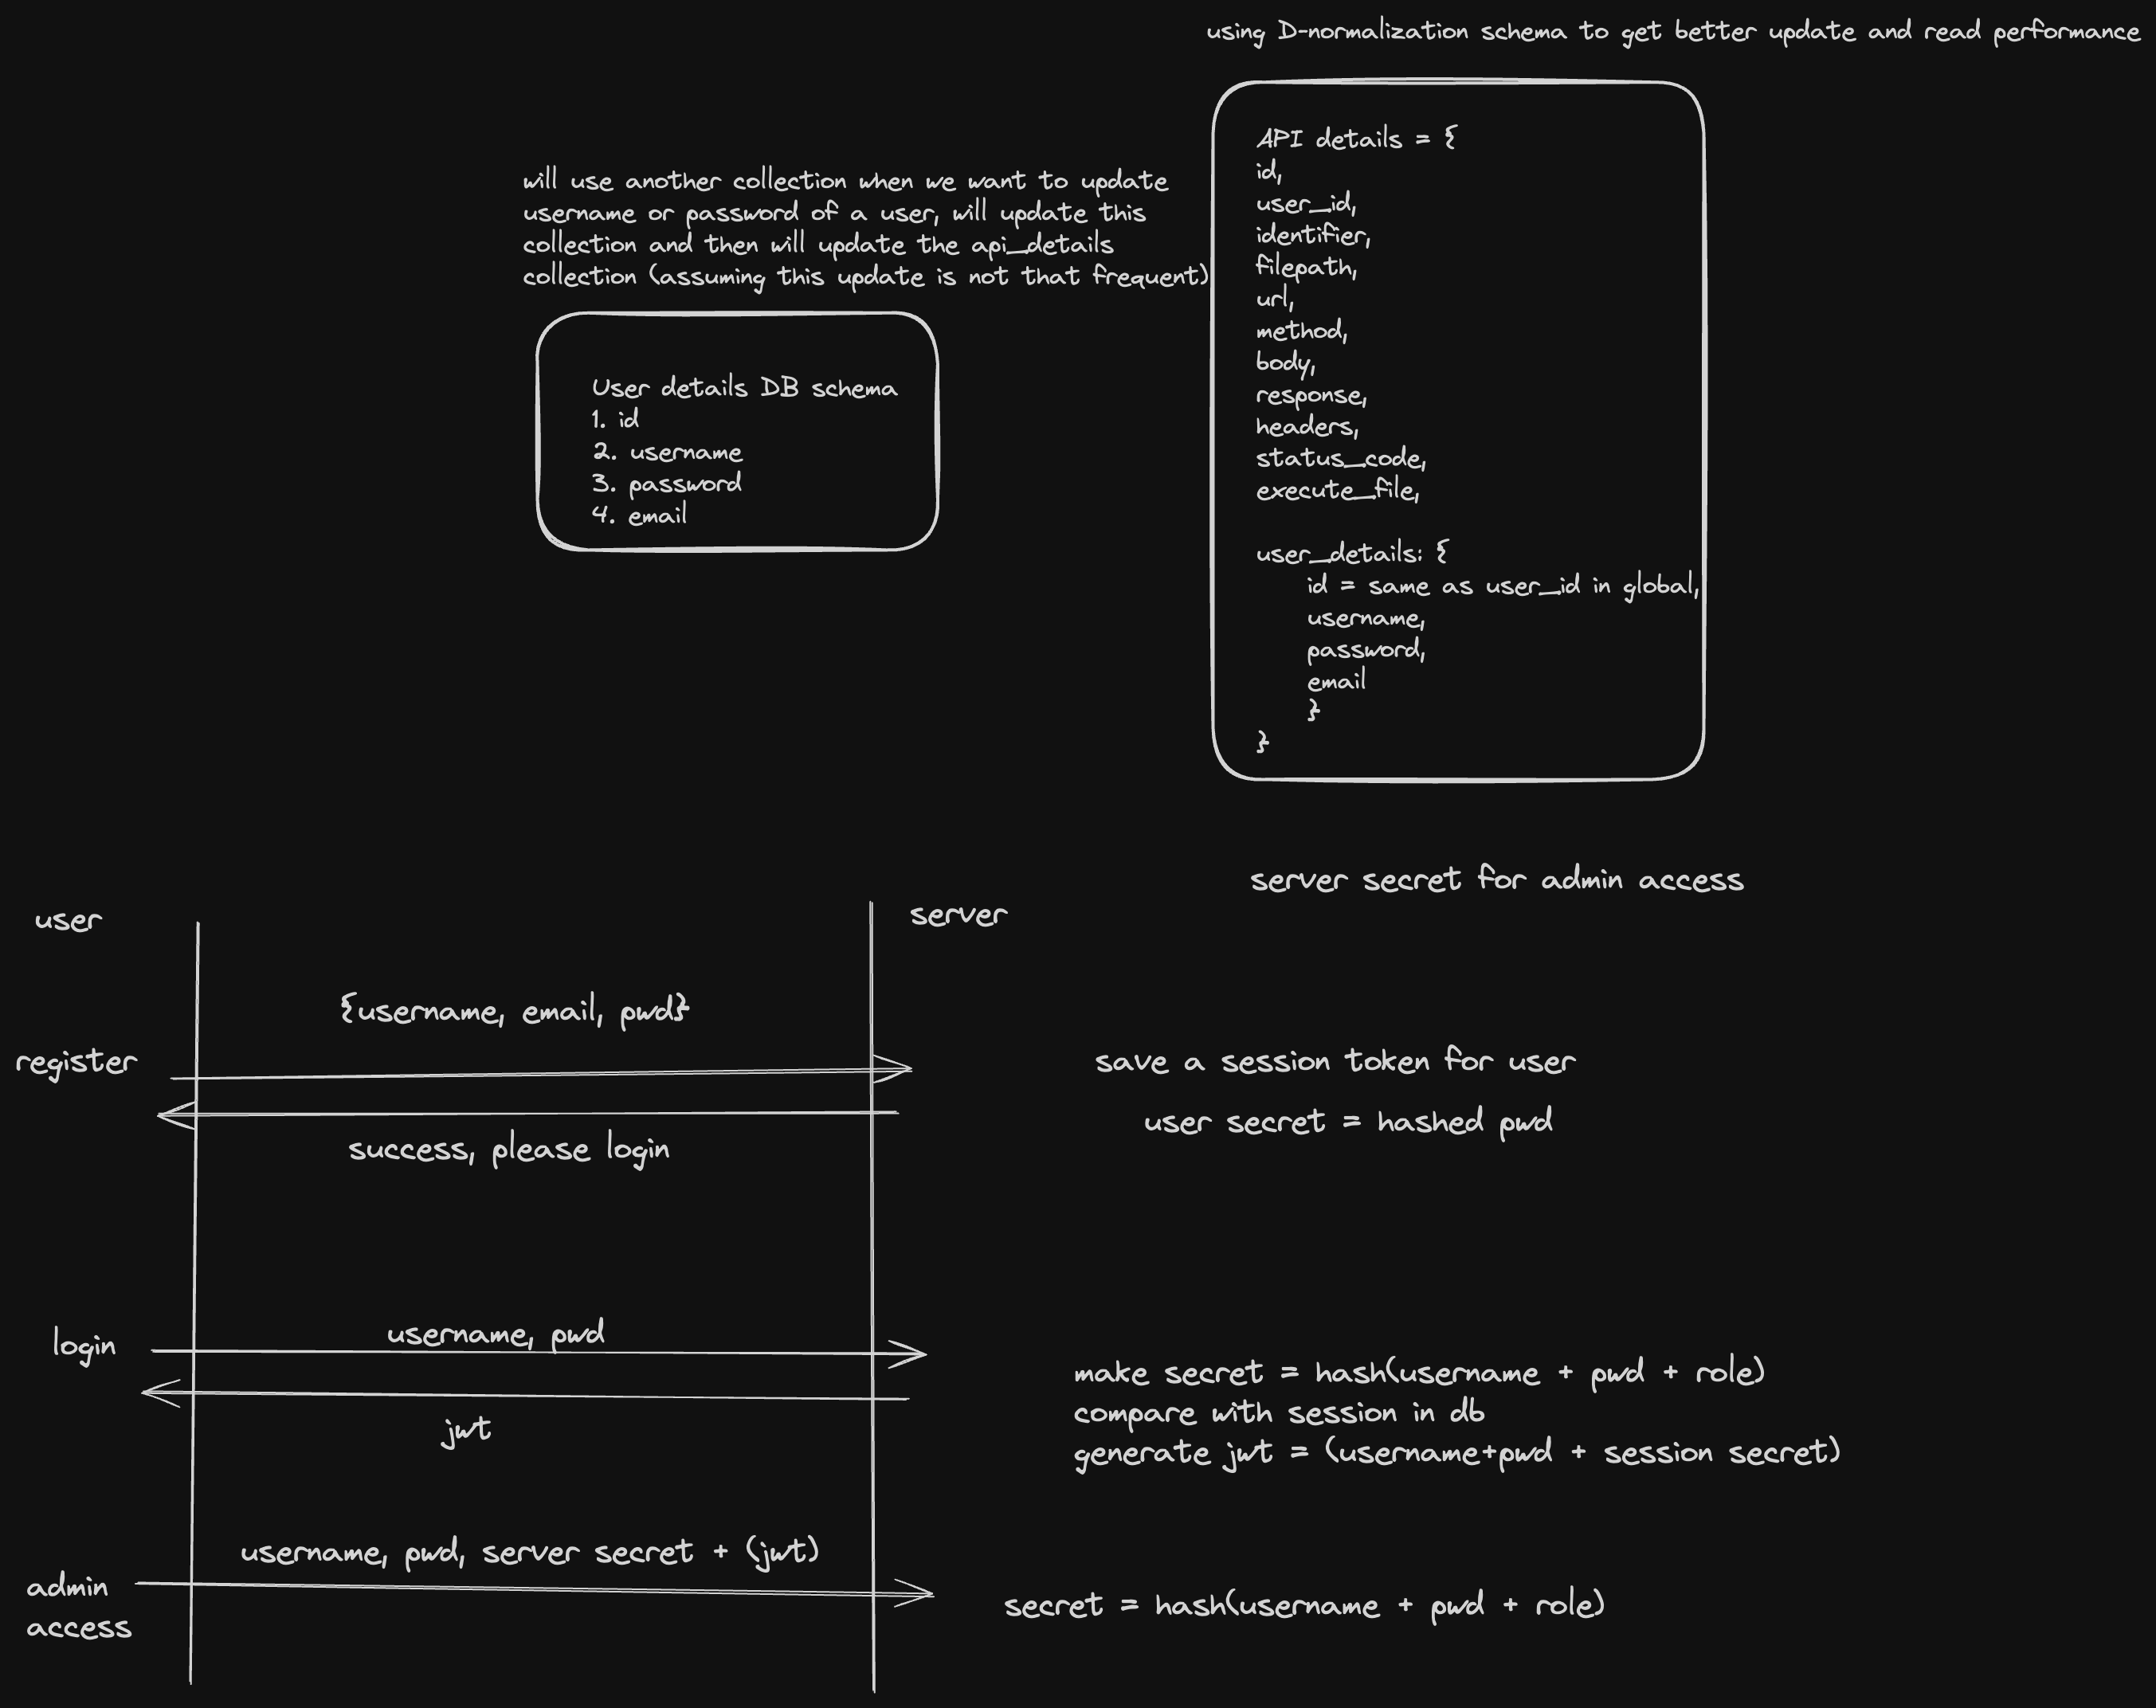 using D-normalization schema to get better update and read performance
will use another collection when we want to update
username or password of a user, will update this
collection and then will update the api_details
collection (assuming this update is not that frequent)
User details DB schema
1. id
2. username
3. password
4. email
API details = {
id,
user_id,
identifier,
filepath,
url,
method,
body,
response,
headers,
status_code,
execute_file,
user_details: {
id = same as user_id in global,
username,
password,
email
}
}
server secret for admin access
user
server
{username, email, pwd}
register
save a session token for user
user secret = hashed pwd
success, please login
login
username, pwd
make secret = hash(username + pwd + role)
compare with session in db
generate jwt = (username+pwd + session secret)
jwt
username, pwd, server secret + (jwt)
admin
access
secret = hash(username + pwd + role)